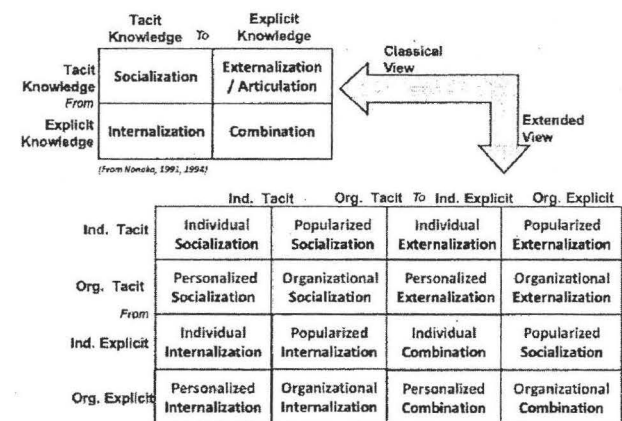 Tacit Explicit
Knowledge To Knowledge
Classical
View
Tacit
Knowledge
From
Socialization
Externalization
/ Articulation
Explicit
Knowledge
Internalization
Combination
Extended
View
(From Nonaka, 1991, 1994)
Ind. Tacit Org. Tacit To Ind. Explicit Org. Explicit
Ind. Tacit
Individual Popularized Individual Popularized
Socialization Socialization Externalization Externalization
Org. Tacit
Personalized Organizational Personalized Organizational
Socialization Socialization Externalization Externalization
From
Ind. Explicit
Individual Popularized Individual Popularized
Internalization Internalization Combination Socialization
Org. Explicit
Personalized Organizational Personalized Organizational
Internalization Internalization Combination Combination